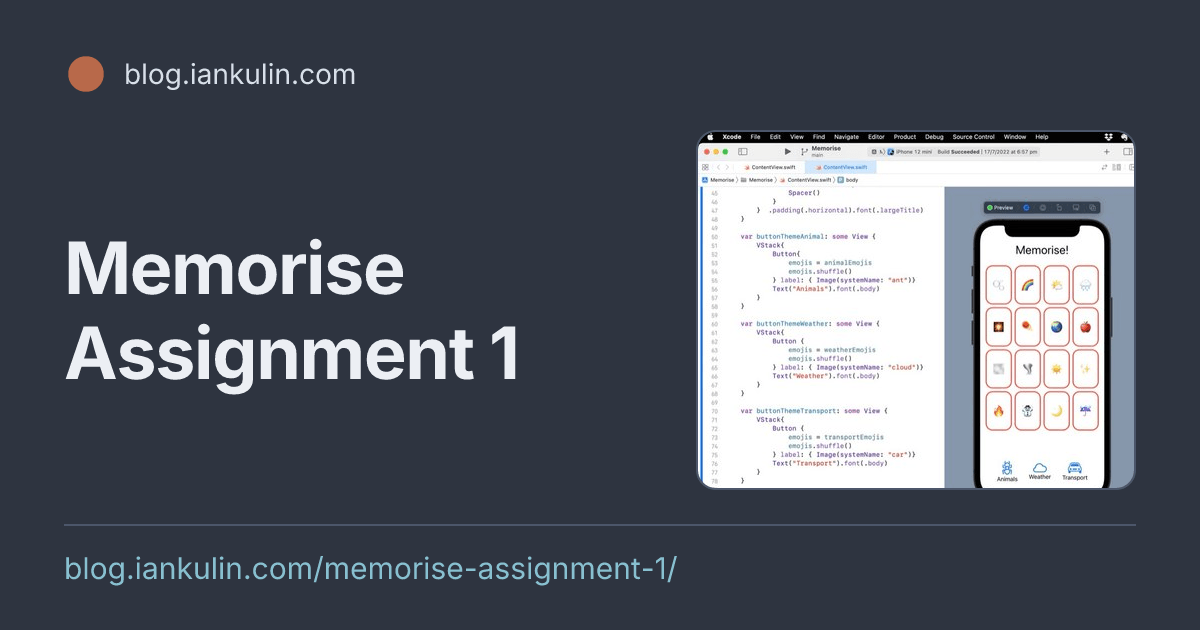 blog.iankulin.com
Memorise
Assignment 1
Xcode File Edit View Find Navigate Editor Product Debug Source Control Window Help
Memorise
main
iPhone 12 mini Build Succeeded | 17/7/2022 at 6:57 pm
ContentView.swift ContentView.swift
Memorise Memorise ContentView.swift body
45 Spacer()
46 }
47 } .padding(.horizontal).font(.largeTitle)
48 }
49
50 var buttonThemeAnimal: some View {
51 VStack{
52 Button{
53 emojis = animalEmojis
54 emojis.shuffle()
55 } label: { Image(systemName: "ant")}
56 Text("Animals").font(.body)
57 }
58 }
59
60 var buttonThemeWeather: some View {
61 VStack{
62 Button {
63 emojis = weatherEmojis
64 emojis.shuffle()
65 } label: { Image(systemName: "cloud")}
66 Text("Weather").font(.body)
67 }
68 }
69
70 var buttonThemeTransport: some View {
71 VStack{
72 Button {
73 emojis = transportEmojis
74 emojis.shuffle()
75 } label: { Image(systemName: "car")}
76 Text("Transport").font(.body)
77 }
78 }
Preview
Memorise!
Animals Weather Transport
blog.iankulin.com/memorise-assignment-1/